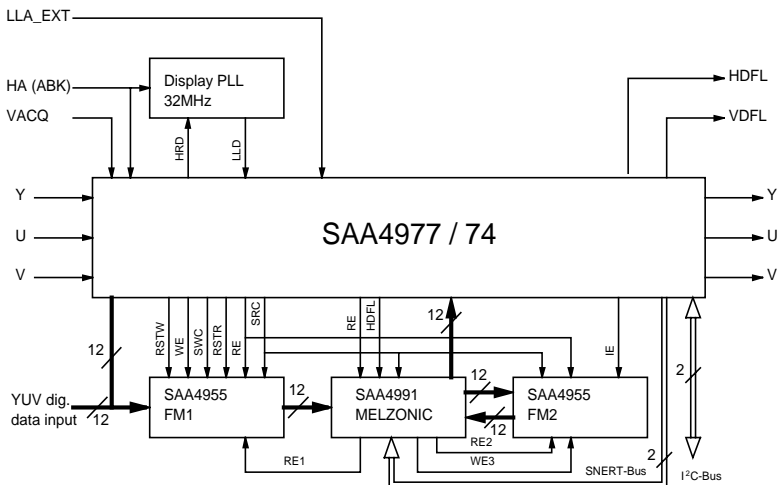 LLA_EXT
HA (ABK)
VACQ
Display PLL
32MHz
HDFL
VDFL
HRD
LLD
Y
U
V
SAA4977 / 74
Y
U
V
12
RSTW
WE
SWC
RSTR
RE
SRC
RE
HDFL
12
IE
2
YUV dig.
data input
12
SAA4955
FM1
12
SAA4991
MELZONIC
12
12
SAA4955
FM2
RE1
RE2
WE3
SNERT-Bus
2
I²C-Bus